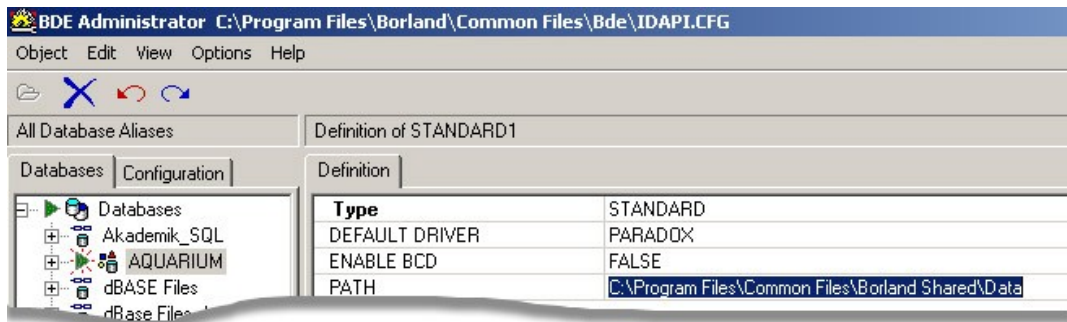 BDE Administrator C:\Program Files\Borland\Common Files\Bde\IDAPI.CFG
Object Edit View Options Help
All Database Aliases Definition of STANDARD1
Databases Configuration Definition
Databases Type STANDARD
Akademik_SQL DEFAULT DRIVER PARADOX
AQUARIUM ENABLE BCD FALSE
dBASE Files PATH C:\Program Files\Common Files\Borland Shared\Data
dBase Files